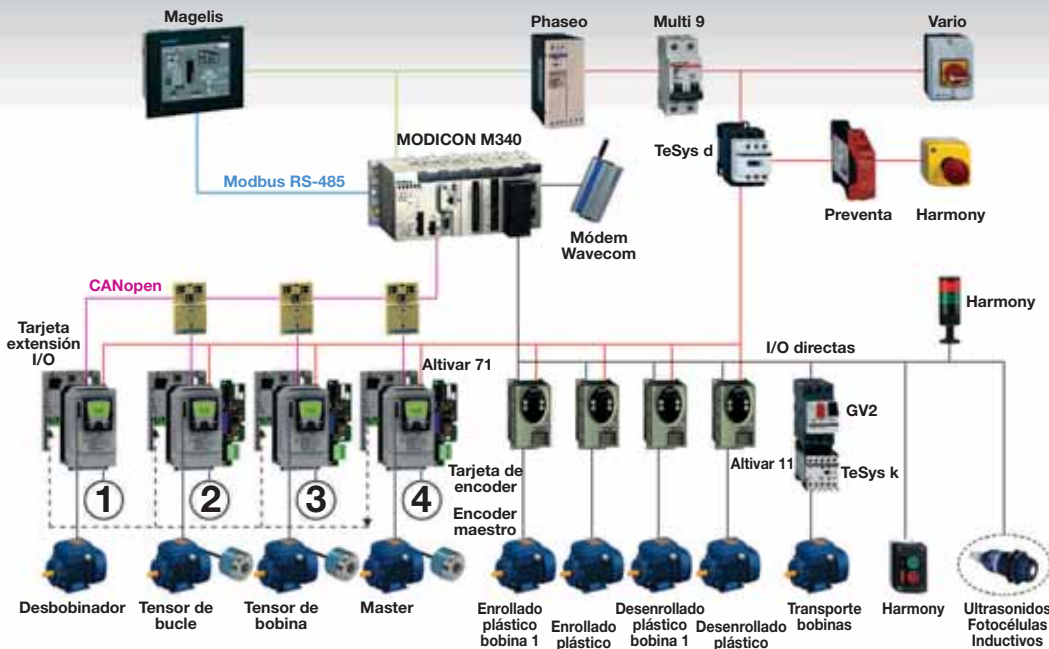 Magelis
Phaseo
Multi 9
Vario
MODICON M340
TeSys d
Modbus RS-485
Preventa
Harmony
Módem
Wavecom
CANopen
Harmony
Tarjeta
extensión
I/O
I/O directas
Altivar 71
GV2
Altivar 11
TeSys k
Tarjeta de
encoder
1
2
3
4
Encoder
maestro
Desbobinador
Tensor de
bucle
Tensor de
bobina
Master
Enrollado
plástico
bobina 1
Enrollado
plástico
Desenrollado
plástico
bobina 1
Desenrollado
plástico
Transporte
bobinas
Harmony
Ultrasonidos
Fotocélulas
Inductivos